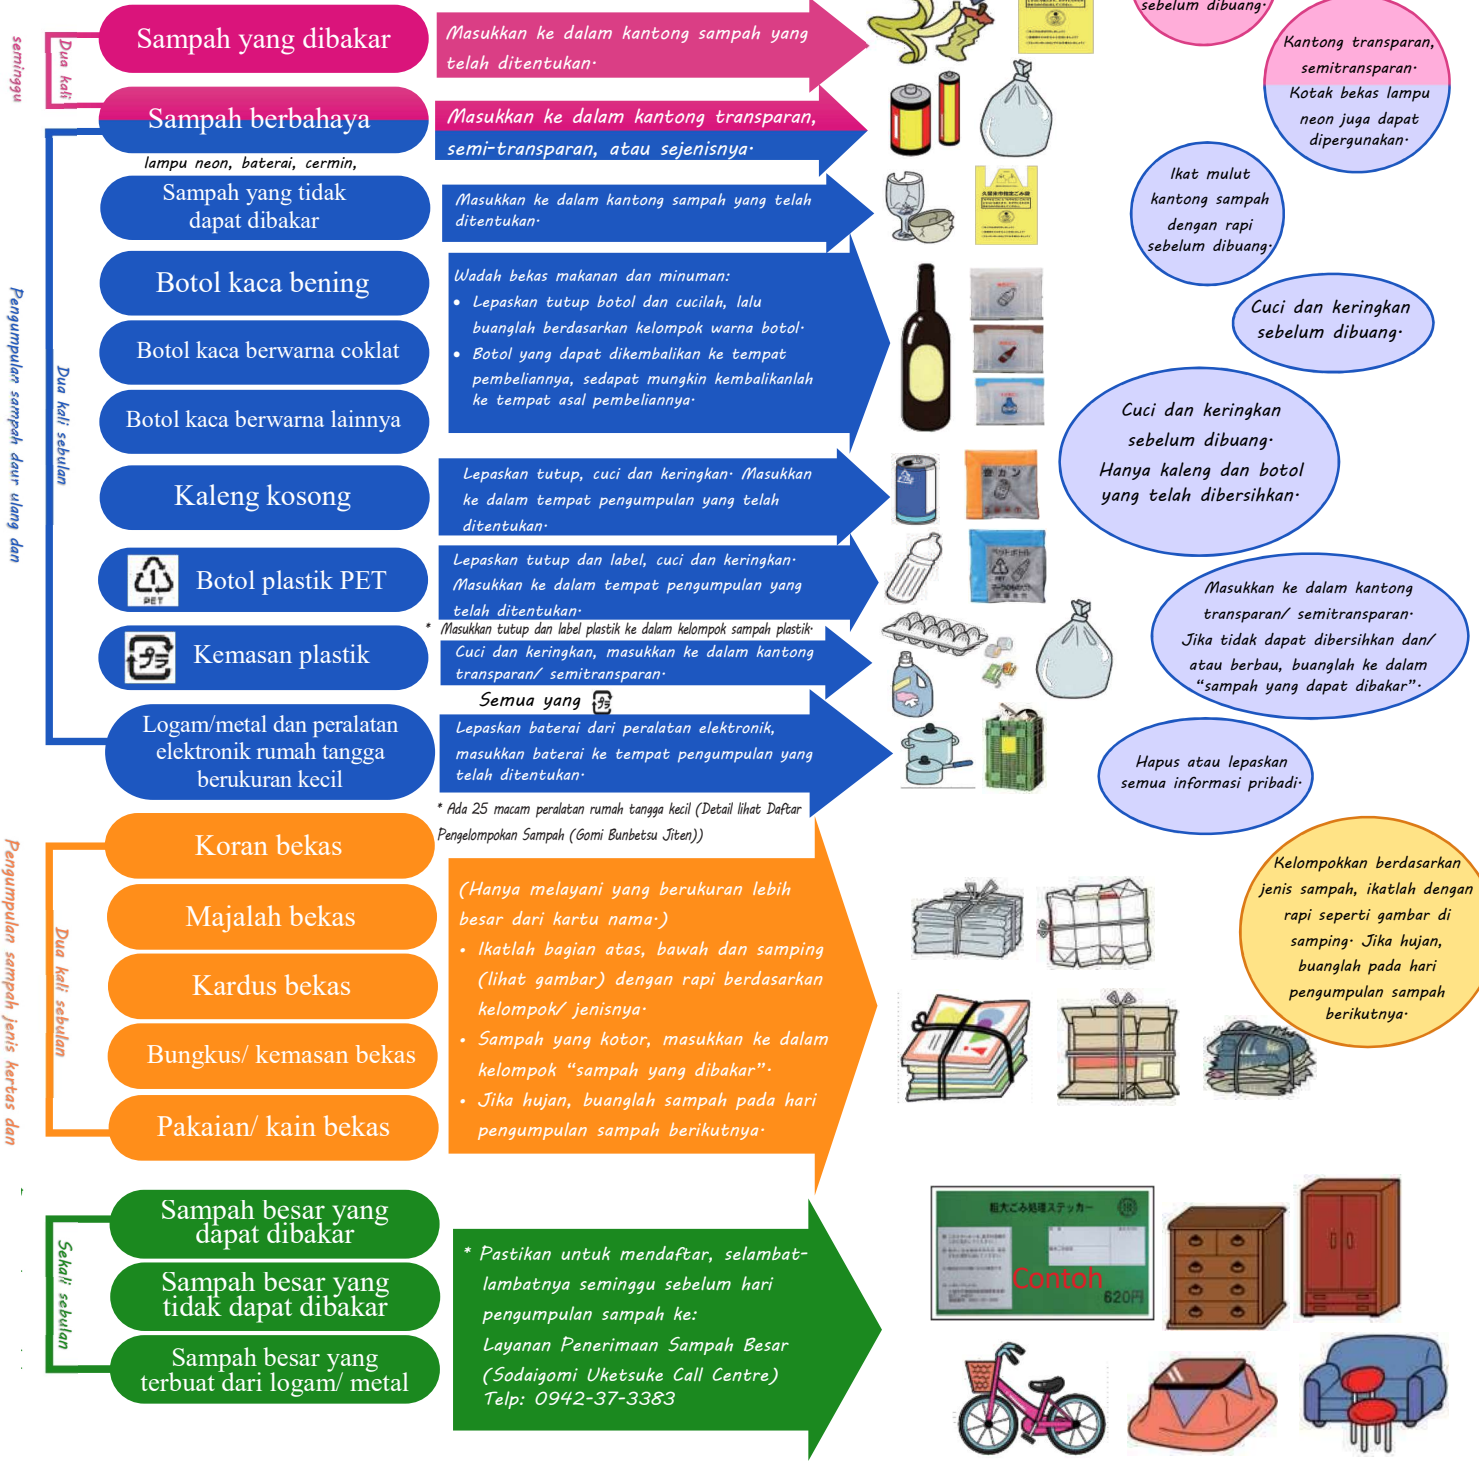 sebelum dibuang.
Sampah yang dibakar
Masukkan ke dalam kantong sampah yang
telah ditentukan.
Dua kali
seminggu
Kantong transparan,
semitransparan.
Kotak bekas lampu
neon juga dapat
dipergunakan.
Sampah berbahaya
lampu neon, baterai, cermin,
Masukkan ke dalam kantong transparan,
semi-transparan, atau sejenisnya.
Pengumpulan sampah daur ulang dan
Dua kali sebulan
Sampah yang tidak
dapat dibakar
Masukkan ke dalam kantong sampah yang telah
ditentukan.
Ikat mulut
kantong sampah
dengan rapi
sebelum dibuang.
Botol kaca bening
Botol kaca berwarna coklat
Botol kaca berwarna lainnya
Wadah bekas makanan dan minuman:
• Lepaskan tutup botol dan cucilah, lalu
buanglah berdasarkan kelompok warna botol.
• Botol yang dapat dikembalikan ke tempat
pembeliannya, sedapat mungkin kembalikanlah
ke tempat asal pembeliannya.
Cuci dan keringkan
sebelum dibuang.
Kaleng kosong
Lepaskan tutup, cuci dan keringkan. Masukkan
ke dalam tempat pengumpulan yang telah
ditentukan.
Cuci dan keringkan
sebelum dibuang.
Hanya kaleng dan botol
yang telah dibersihkan.
1
PET
Botol plastik PET
Lepaskan tutup dan label, cuci dan keringkan.
Masukkan ke dalam tempat pengumpulan yang
telah ditentukan.
* Masukkan tutup dan label plastik ke dalam kelompok sampah plastik.
ペットボトル
プラ
Kemasan plastik
Cuci dan keringkan, masukkan ke dalam kantong
transparan/ semitransparan.
Semua yang プラ
Masukkan ke dalam kantong
transparan/ semitransparan.
Jika tidak dapat dibersihkan dan/
atau berbau, buanglah ke dalam
“sampah yang dapat dibakar”.
Logam/metal dan peralatan
elektronik rumah tangga
berukuran kecil
Lepaskan baterai dari peralatan elektronik,
masukkan baterai ke tempat pengumpulan yang
telah ditentukan.
* Ada 25 macam peralatan rumah tangga kecil (Detail lihat Daftar
Pengelompokan Sampah (Gomi Bunbetsu Jiten))
Hapus atau lepaskan
semua informasi pribadi.
Pengumpulan sampah jenis kertas dan
Dua kali sebulan
Koran bekas
Majalah bekas
Kardus bekas
Bungkus/ kemasan bekas
Pakaian/ kain bekas
(Hanya melayani yang berukuran lebih
besar dari kartu nama.)
• Ikatlah bagian atas, bawah dan samping
(lihat gambar) dengan rapi berdasarkan
kelompok/ jenisnya.
• Sampah yang kotor, masukkan ke dalam
kelompok “sampah yang dibakar”.
• Jika hujan, buanglah sampah pada hari
pengumpulan sampah berikutnya.
Kelompokkan berdasarkan
jenis sampah, ikatlah dengan
rapi seperti gambar di
samping. Jika hujan,
buanglah pada hari
pengumpulan sampah
berikutnya.
Sekali sebulan
Sampah besar yang
dapat dibakar
Sampah besar yang
tidak dapat dibakar
Sampah besar yang
terbuat dari logam/ metal
* Pastikan untuk mendaftar, selambat-
lambatnya seminggu sebelum hari
pengumpulan sampah ke:
Layanan Penerimaan Sampah Besar
(Sodaigomi Uketsuke Call Centre)
Telp: 0942-37-3383
粗大ごみ処理ステッカー
Contoh
620円